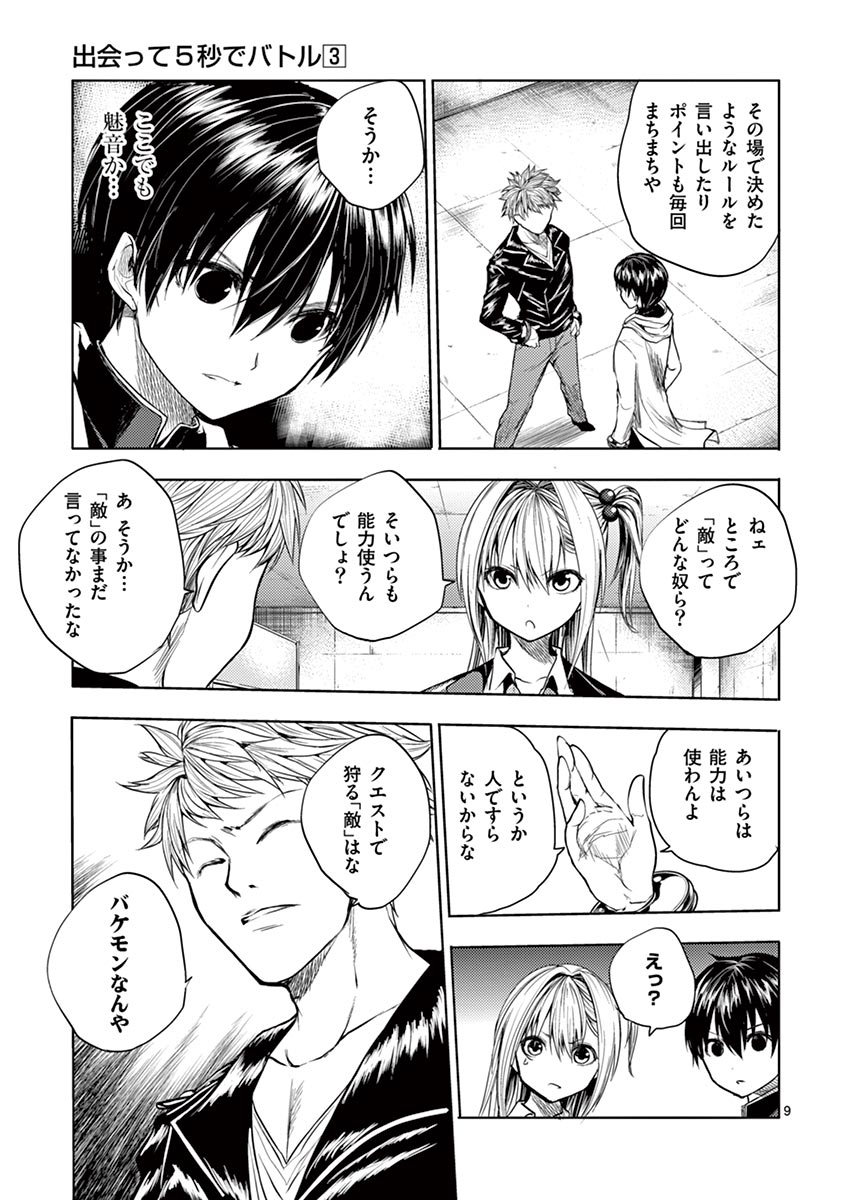 出会って5秒でバトル3
その場で決めた
ようなルールを
言い出したり
ポイントも毎回
まちまちや
そうか…
ここでも
魅音か…
ねェ
ところで
「敵」って
どんな奴ら?
そいつらも
能力使うん
でしょ?
あ そうか…
「敵」の事まだ
言ってなかったな
あいつらは
能力は
使わんよ
というか
人ですら
ないからな
えっ?
クエストで
狩る「敵」はな
バケモンなんや
9